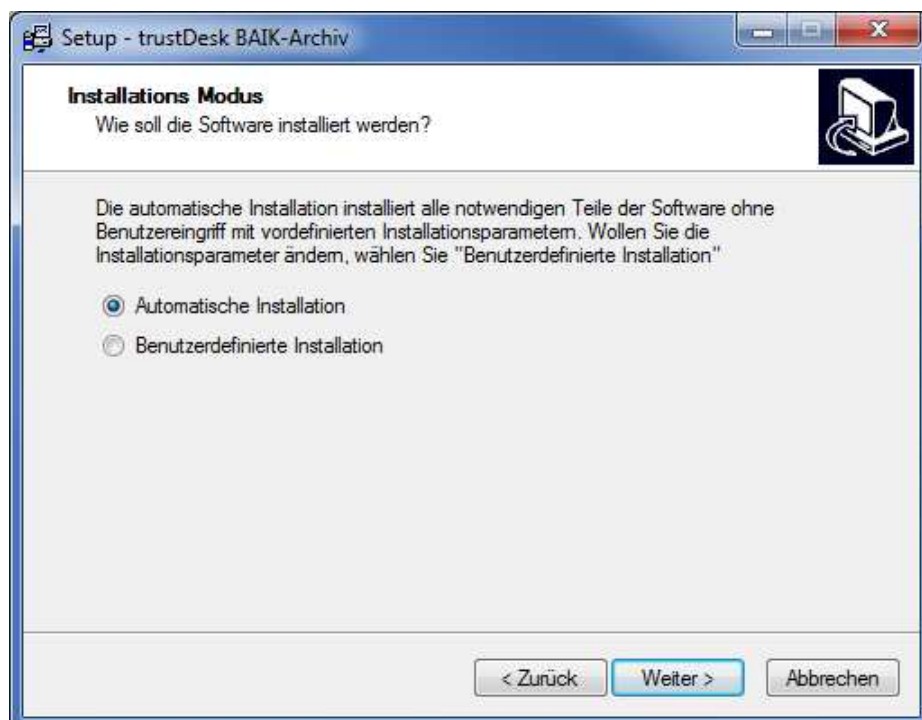 Setup - trustDesk BAIK-Archiv
Installations Modus
Wie soll die Software installiert werden?
Die automatische Installation installiert alle notwendigen Teile der Software ohne
Benutzereingriff mit vordefinierten Installationsparametern. Wollen Sie die
Installationsparameter ändern, wählen Sie "Benutzerdefinierte Installation"
Automatische Installation
Benutzerdefinierte Installation
< Zurück
Weiter >
Abbrechen